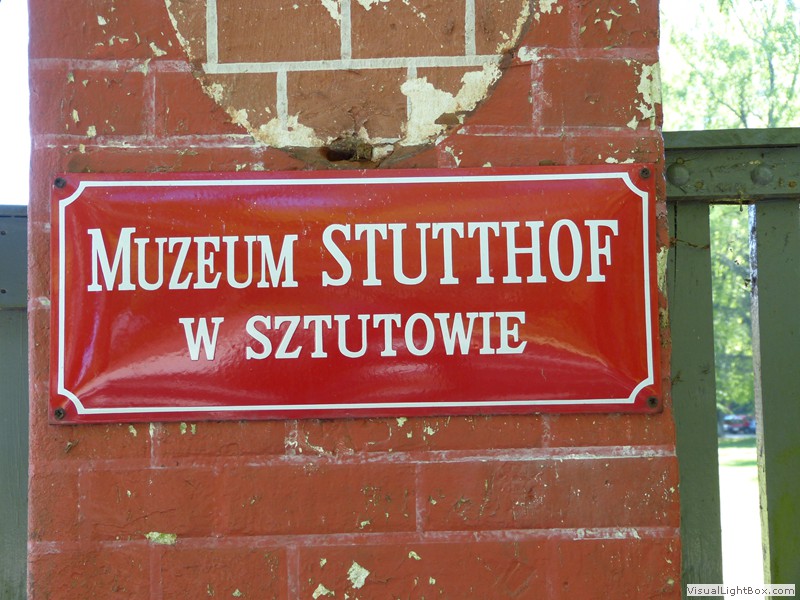 MUZEUM STUTTHOF
W SZTUTOWIE
VisualLightBox.com